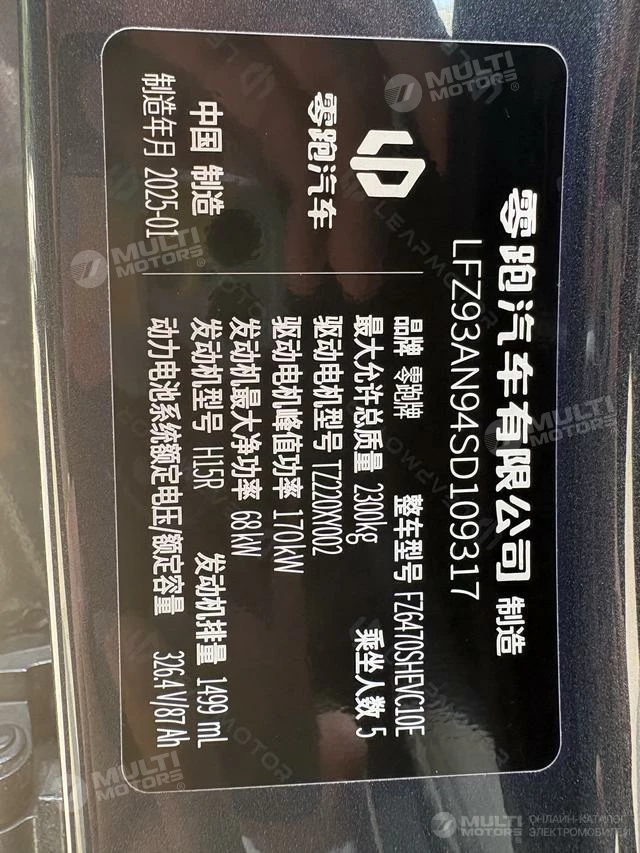 零跑汽车有限公司 制造
LFZ93AN94SD109317
零跑汽车
中国 制造
制造年月 2025-01
品牌 零跑牌 整车型号 FZ6470SHEVC10E
最大允许总质量 2300kg 乘坐人数 5
驱动电机型号 TZ220XY002
驱动电机峰值功率 170kW
发动机最大净功率 68kW
发动机型号 H15R 发动机排量 1499 mL
动力电池系统额定电压/额定容量 326.4V/87Ah
MULTI MOTORS
MULTI MOTORS
MULTI MOTORS
MULTI MOTORS
MULTI MOTORS
ОНЛАЙН-КАТАЛОГ
ЭЛЕКТРОМОБИЛЕЙ
LEAPMOTOR